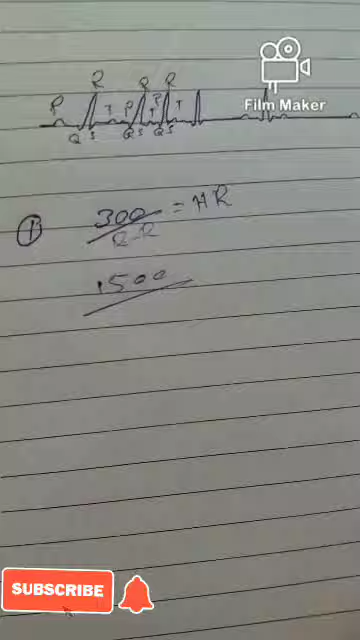 R R R
P T P P T T
Q S Q S Q S
Film Maker
① 300 = HR
R-R
1500
SUBSCRIBE